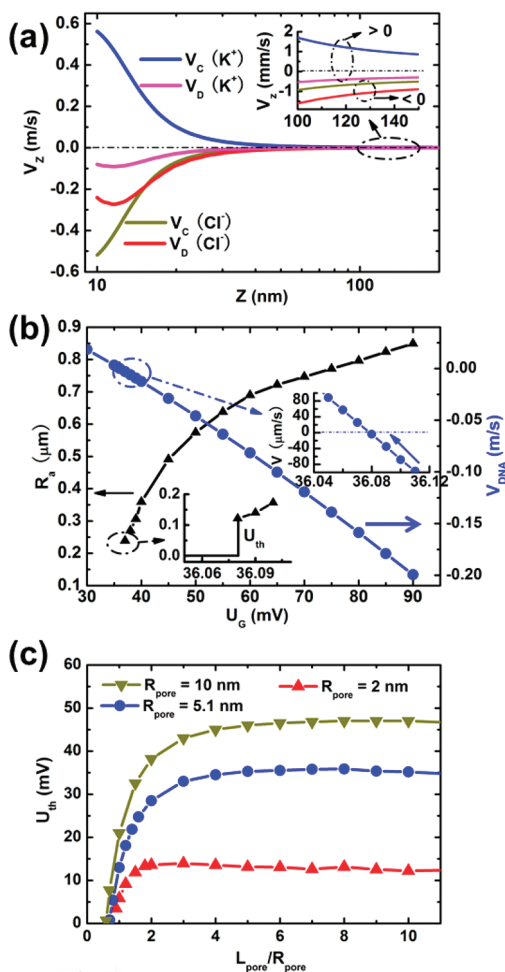 (a)
0.6
0.4
0.2
0.0
-0.2
-0.4
-0.6
V_Z (m/s)
V_C (K⁺)
V_D (K⁺)
V_C (Cl⁻)
V_D (Cl⁻)
2
1
0
-1
V_Z (mm/s)
> 0
< 0
100 120 140
10 100
Z (nm)
(b)
0.9
0.8
0.7
0.6
0.5
0.4
0.3
0.2
0.1
R_a (μm)
0.00
-0.05
-0.10
-0.15
-0.20
V_DNA (m/s)
80
40
0
-40
-80
V (μm/s)
36.04 36.08 36.12
0.2
0.1
0.0
U_th
36.06 36.09
30 40 50 60 70 80 90
U_G (mV)
(c)
60
50
40
30
20
10
0
U_th (mV)
R_pore = 10 nm
R_pore = 2 nm
R_pore = 5.1 nm
0 2 4 6 8 10
L_pore/R_pore